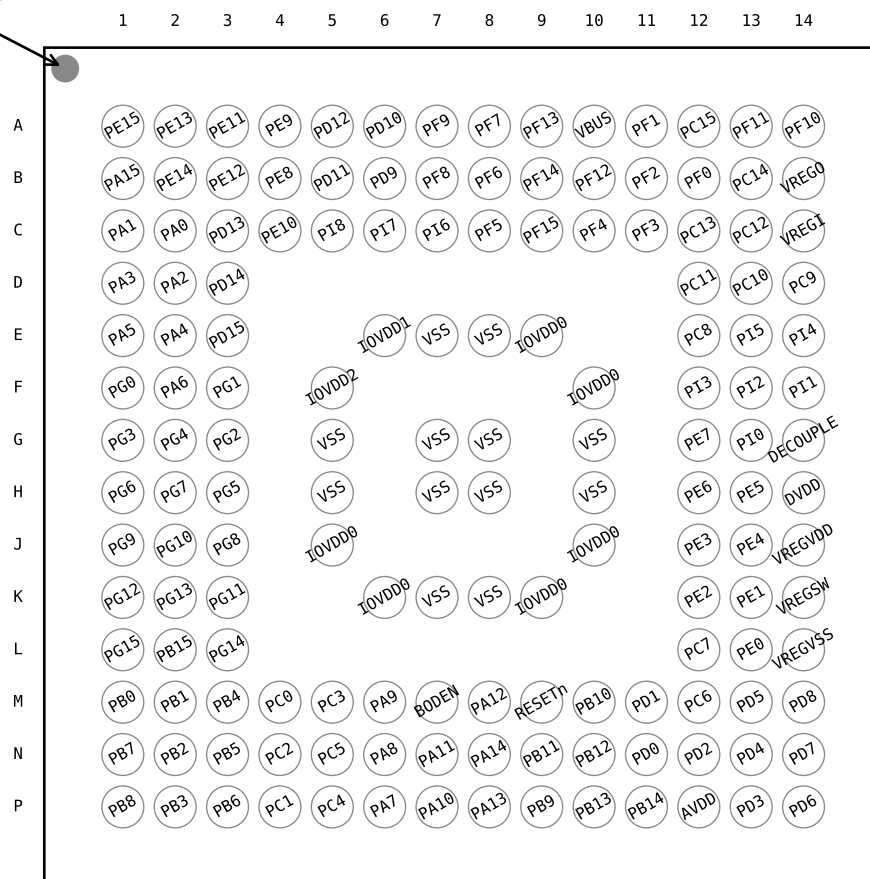 1 2 3 4 5 6 7 8 9 10 11 12 13 14
A PE15 PE13 PE11 PE9 PD12 PD10 PF9 PF7 PF13 VBUS PF1 PC15 PF11 PF10
B PA15 PE14 PE12 PE8 PD11 PD9 PF8 PF6 PF14 PF12 PF2 PF0 PC14 VREGO
C PA1 PA0 PD13 PE10 PI8 PI7 PI6 PF5 PF15 PF4 PF3 PC13 PC12 VREGI
D PA3 PA2 PD14 PC11 PC10 PC9
E PA5 PA4 PD15 IOVDD1 VSS VSS IOVDD0 PC8 PI5 PI4
F PG0 PA6 PG1 IOVDD2 IOVDD0 PI3 PI2 PI1
G PG3 PG4 PG2 VSS VSS VSS VSS PE7 PI0 DECOUPLE
H PG6 PG7 PG5 VSS VSS VSS VSS PE6 PE5 DVDD
J PG9 PG10 PG8 IOVDD0 IOVDD0 PE3 PE4 VREGVDD
K PG12 PG13 PG11 IOVDD0 VSS VSS IOVDD0 PE2 PE1 VREGSW
L PG15 PB15 PG14 PC7 PE0 VREGVSS
M PB0 PB1 PB4 PC0 PC3 PA9 BODEN PA12 RESETn PB10 PD1 PC6 PD5 PD8
N PB7 PB2 PB5 PC2 PC5 PA8 PA11 PA14 PB11 PB12 PD0 PD2 PD4 PD7
P PB8 PB3 PB6 PC1 PC4 PA7 PA10 PA13 PB9 PB13 PB14 AVDD PD3 PD6